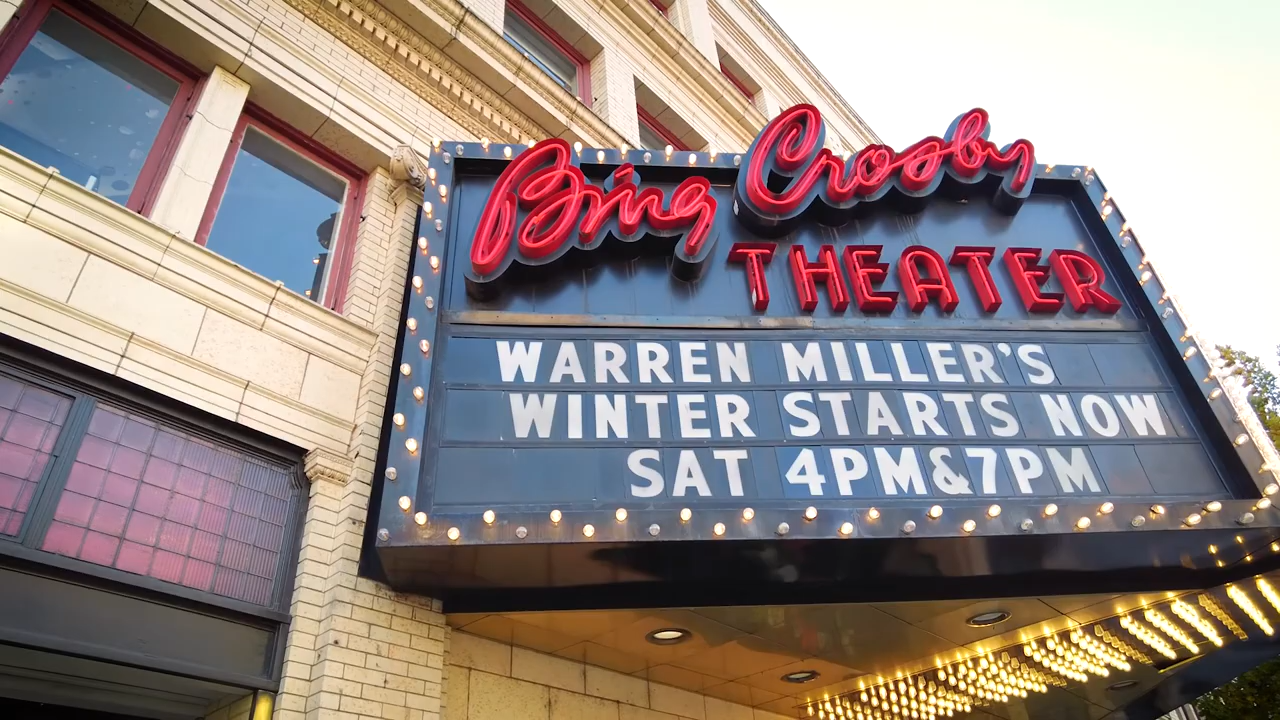 Bing Crosby
THEATER
WARREN MILLER'S
WINTER STARTS NOW
SAT 4PM&7PM